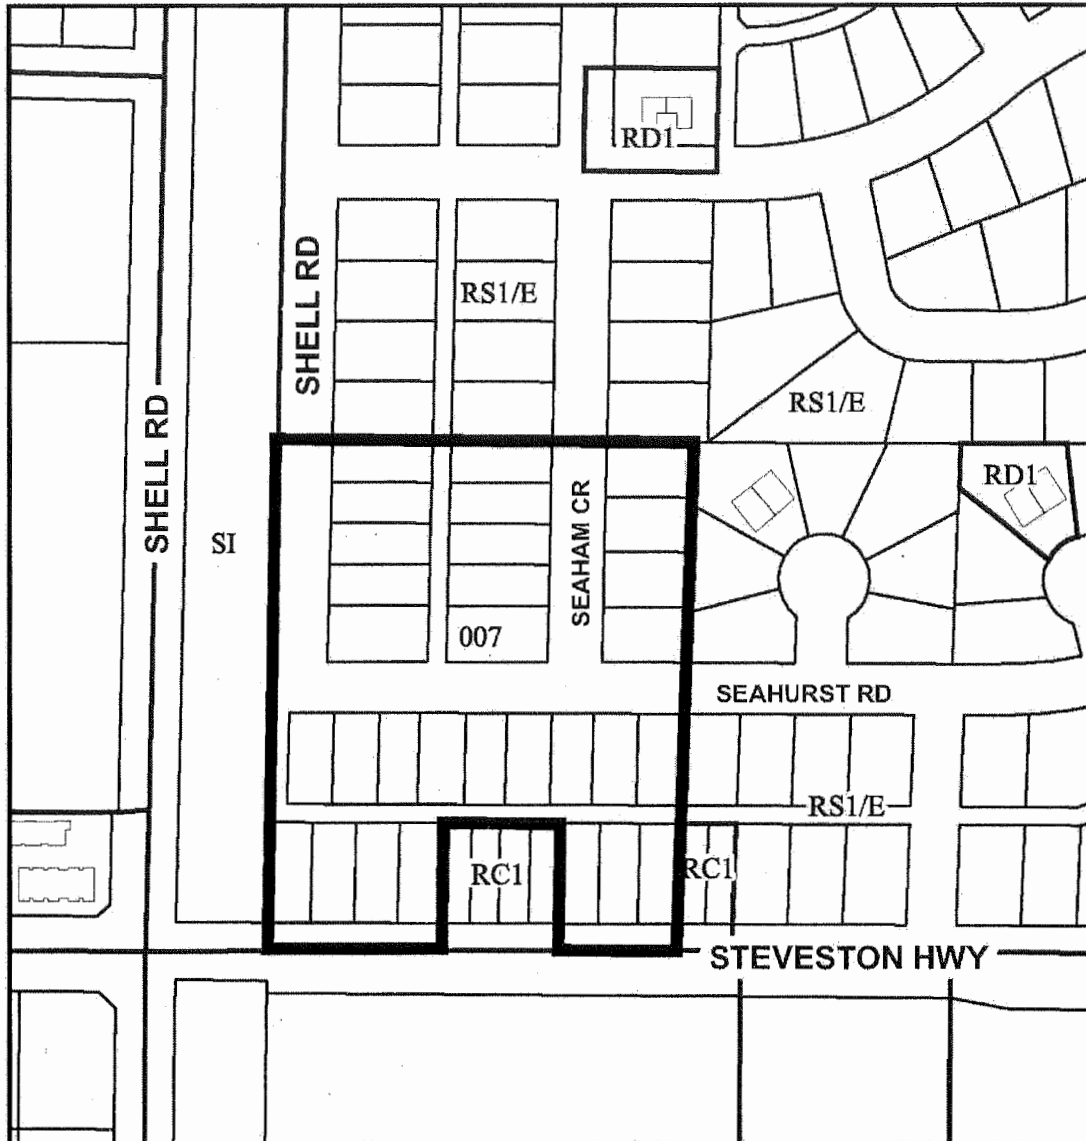 RD1
SHELL RD
RS1/E
RS1/E
SHELL RD
RD1
SI
SEAHAM CR
007
SEAHURST RD
RS1/E
RC1
RC1
STEVESTON HWY